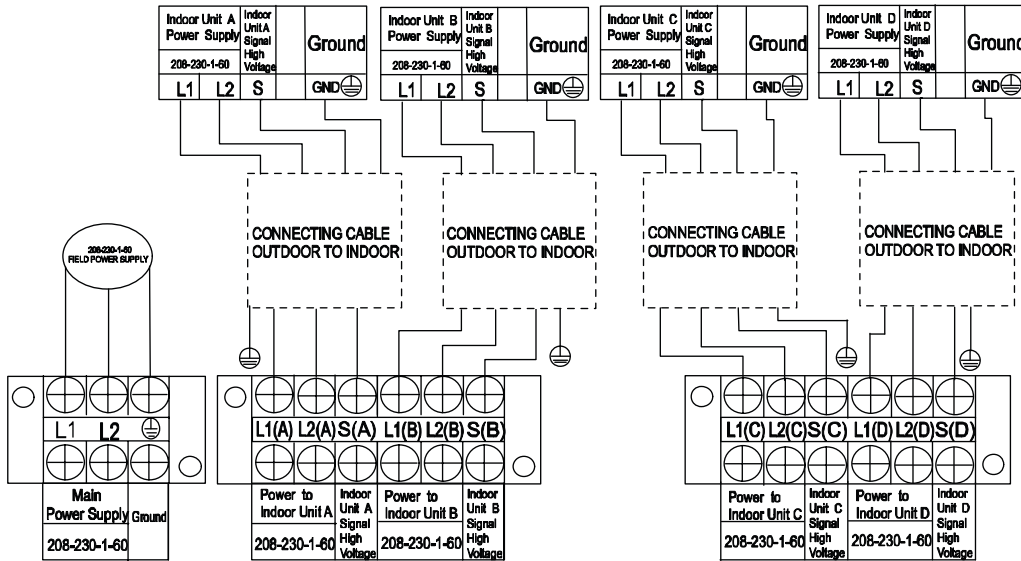 Indoor Unit A
Power Supply
208-230-1-60
Indoor
Unit A
Signal
High
Voltage
Ground
L1 L2 S GND
Indoor Unit B
Power Supply
208-230-1-60
Indoor
Unit B
Signal
High
Voltage
Ground
L1 L2 S GND
Indoor Unit C
Power Supply
208-230-1-60
Indoor
Unit C
Signal
High
Voltage
Ground
L1 L2 S GND
Indoor Unit D
Power Supply
208-230-1-60
Indoor
Unit D
Signal
High
Voltage
Ground
L1 L2 S GND
CONNECTING CABLE
OUTDOOR TO INDOOR
CONNECTING CABLE
OUTDOOR TO INDOOR
CONNECTING CABLE
OUTDOOR TO INDOOR
CONNECTING CABLE
OUTDOOR TO INDOOR
208-230-1-60
FIELD POWER SUPPLY
L1 L2
Main
Power Supply
208-230-1-60
Ground
L1(A) L2(A) S(A) L1(B) L2(B) S(B)
Power to
Indoor Unit A
208-230-1-60
Indoor
Unit A
Signal
High
Voltage
Power to
Indoor Unit B
208-230-1-60
Indoor
Unit B
Signal
High
Voltage
L1(C) L2(C) S(C) L1(D) L2(D) S(D)
Power to
Indoor Unit C
208-230-1-60
Indoor
Unit C
Signal
High
Voltage
Power to
Indoor Unit D
208-230-1-60
Indoor
Unit D
Signal
High
Voltage